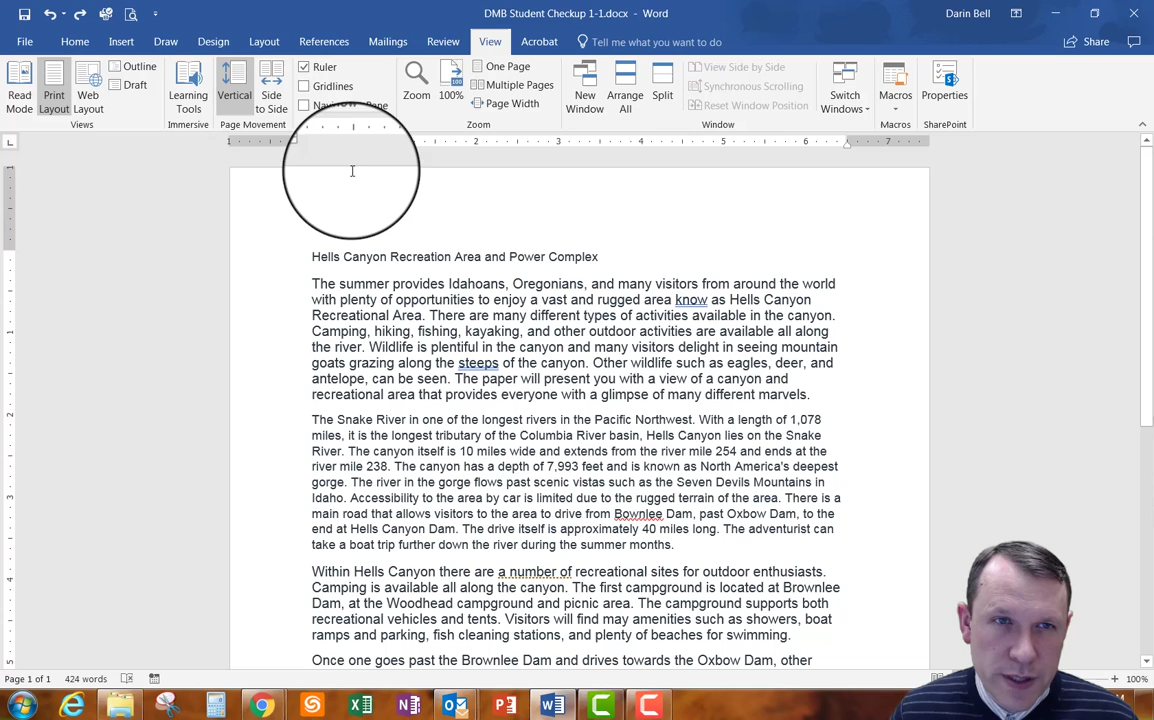 DMB Student Checkup 1-1.docx - Word
Darin Bell
File Home Insert Draw Design Layout References Mailings Review View Acrobat Tell me what you want to do Share
Read Mode
Print Layout
Web Layout
Outline
Draft
Views
Learning Tools
Immersive
Vertical
Side to Side
Page Movement
Ruler
Gridlines
Pane
Zoom
100%
One Page
Multiple Pages
Page Width
Zoom
New Window
Arrange All
Split
View Side by Side
Synchronous Scrolling
Reset Window Position
Window
Switch Windows
Macros
Macros
Properties
SharePoint
1 2 3 4 5 6 7
Hells Canyon Recreation Area and Power Complex
The summer provides Idahoans, Oregonians, and many visitors from around the world
with plenty of opportunities to enjoy a vast and rugged area know as Hells Canyon
Recreational Area. There are many different types of activities available in the canyon.
Camping, hiking, fishing, kayaking, and other outdoor activities are available all along
the river. Wildlife is plentiful in the canyon and many visitors delight in seeing mountain
goats grazing along the steeps of the canyon. Other wildlife such as eagles, deer, and
antelope, can be seen. The paper will present you with a view of a canyon and
recreational area that provides everyone with a glimpse of many different marvels.
The Snake River in one of the longest rivers in the Pacific Northwest. With a length of 1,078
miles, it is the longest tributary of the Columbia River basin, Hells Canyon lies on the Snake
River. The canyon itself is 10 miles wide and extends from the river mile 254 and ends at the
river mile 238. The canyon has a depth of 7,993 feet and is known as North America's deepest
gorge. The river in the gorge flows past scenic vistas such as the Seven Devils Mountains in
Idaho. Accessibility to the area by car is limited due to the rugged terrain of the area. There is a
main road that allows visitors to the area to drive from Bownlee Dam, past Oxbow Dam, to the
end at Hells Canyon Dam. The drive itself is approximately 40 miles long. The adventurist can
take a boat trip further down the river during the summer months.
Within Hells Canyon there are a number of recreational sites for outdoor enthusiasts.
Camping is available all along the canyon. The first campground is located at Brownlee
Dam, at the Woodhead campground and picnic area. The campground supports both
recreational vehicles and tents. Visitors will find may amenities such as showers, boat
ramps and parking, fish cleaning stations, and plenty of beaches for swimming.
Once one goes past the Brownlee Dam and drives towards the Oxbow Dam, other
Page 1 of 1 424 words
100%